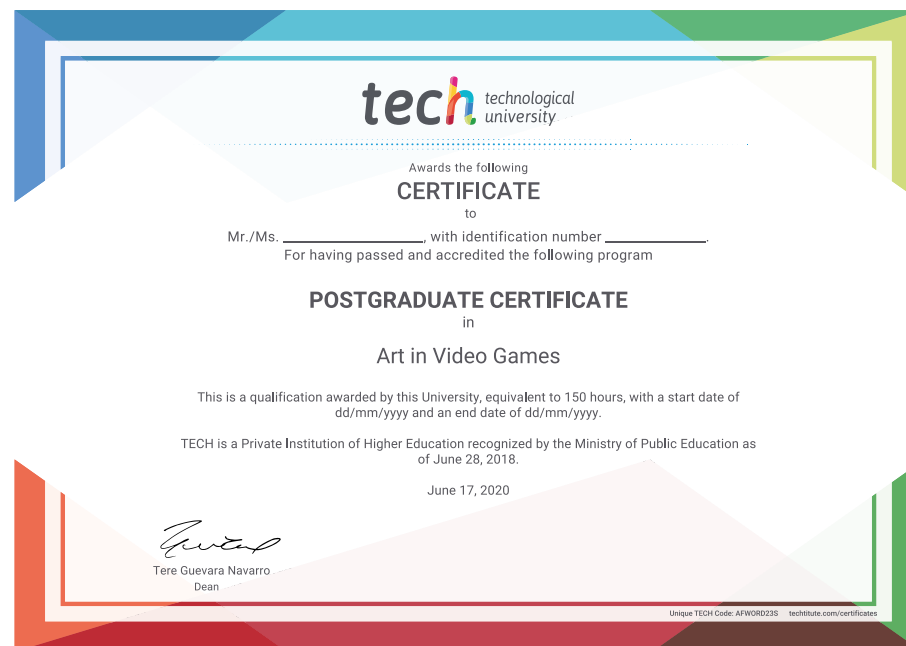 tech technological
university
Awards the following
CERTIFICATE
to
Mr./Ms. ____________________, with identification number ______________.
For having passed and accredited the following program
POSTGRADUATE CERTIFICATE
in
Art in Video Games
This is a qualification awarded by this University, equivalent to 150 hours, with a start date of
dd/mm/yyyy and an end date of dd/mm/yyyy.
TECH is a Private Institution of Higher Education recognized by the Ministry of Public Education as
of June 28, 2018.
June 17, 2020
Tere Guevara Navarro
Dean
Unique TECH Code: AFWORD23S techtitute.com/certificates